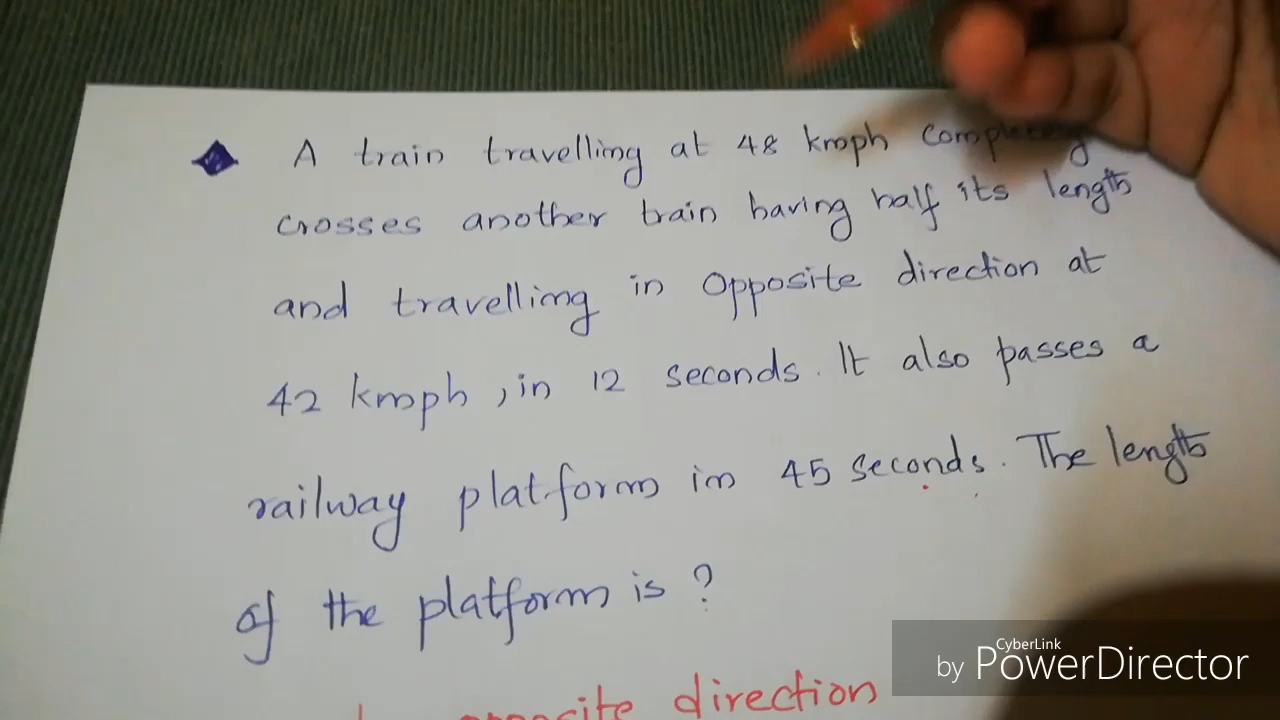 A train travelling at 48 kmph
crosses another train having half its length
and travelling in opposite direction at
42 kmph, in 12 seconds. It also passes a
railway platform in 45 seconds. The length
of the platform is ?
direction
CyberLink
by PowerDirector